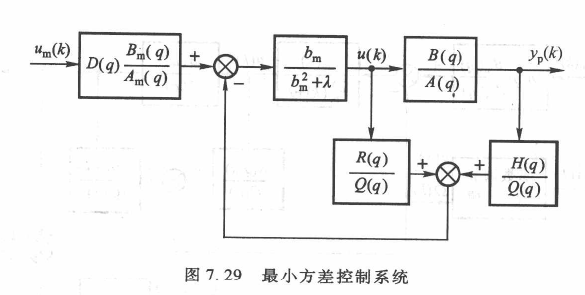 u_m(k)
D(q) B_m(q) / A_m(q)
+
−
b_m / b_m^2+λ
u(k)
B(q) / A(q)
y_p(k)
R(q) / Q(q)
+
+
H(q) / Q(q)
图 7.29 最小方差控制系统